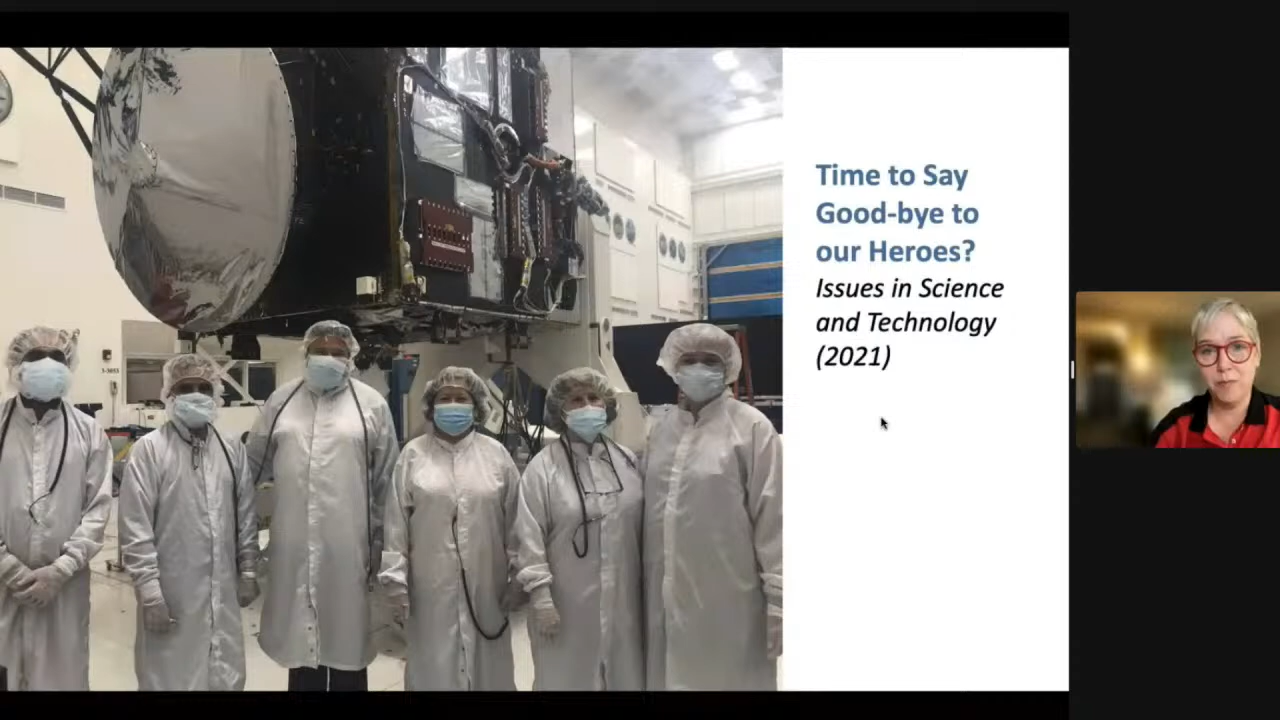 Time to Say
Good-bye to
our Heroes?
Issues in Science
and Technology
(2021)